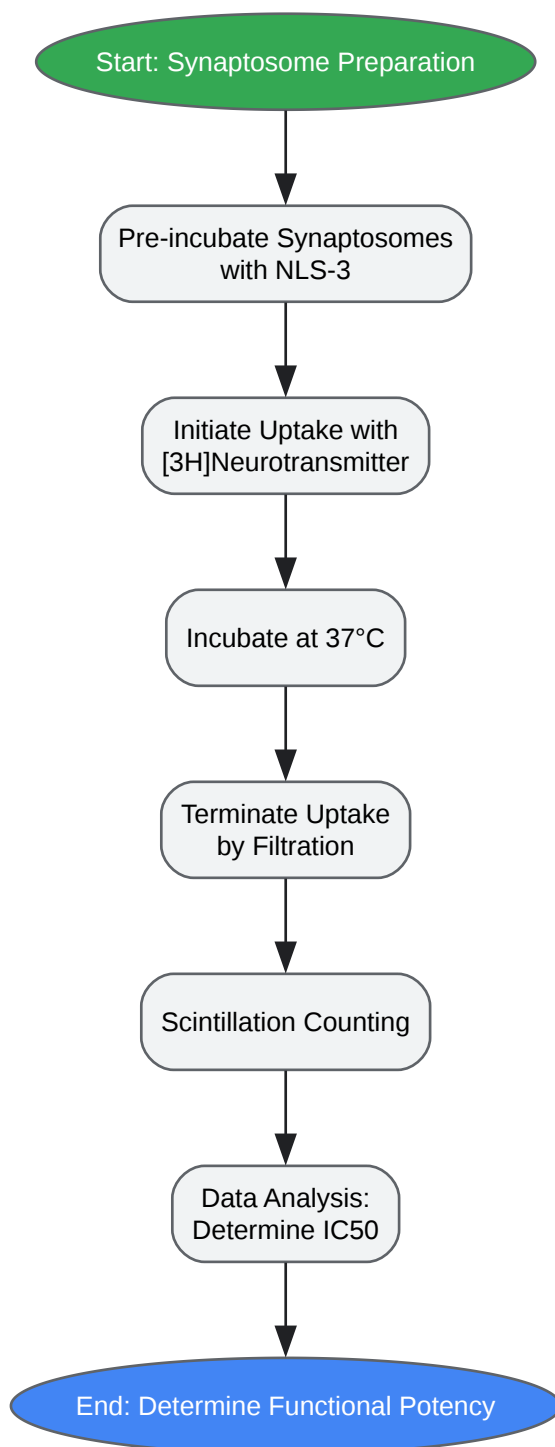 Start: Synaptosome Preparation
Pre-incubate Synaptosomes
with NLS-3
Initiate Uptake with
[3H]Neurotransmitter
Incubate at 37°C
Terminate Uptake
by Filtration
Scintillation Counting
Data Analysis:
Determine IC50
End: Determine Functional Potency